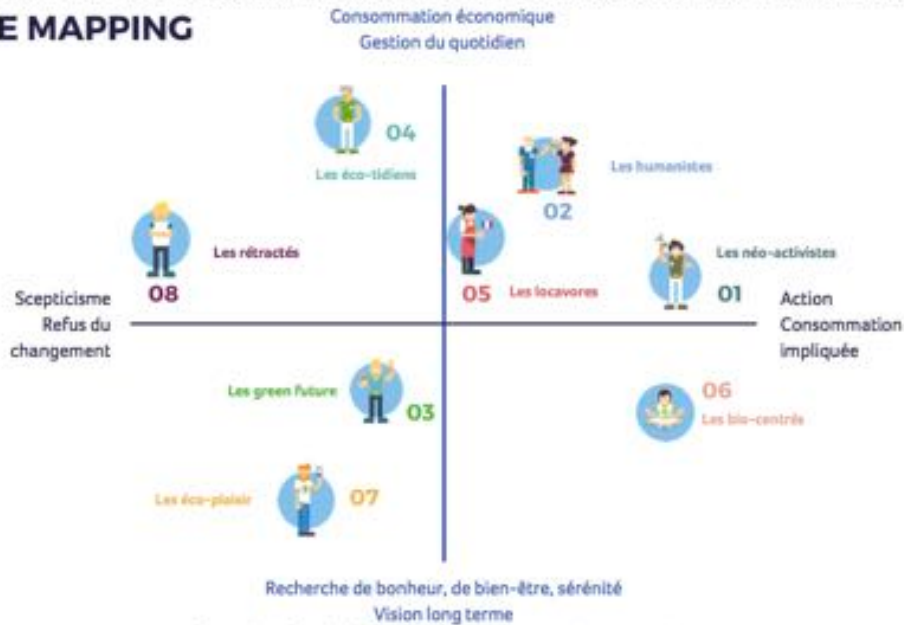 E MAPPING
Consommation économique
Gestion du quotidien
04
Les éco-tidiens
Les humanistes
02
Les rétractés
08
05 Les locavores
Les néo-activistes
01
Scepticisme
Refus du
changement
Action
Consommation
impliquée
Les green future
03
06
Les bio-centrés
Les éco-plaisir
07
Recherche de bonheur, de bien-être, sérénité
Vision long terme